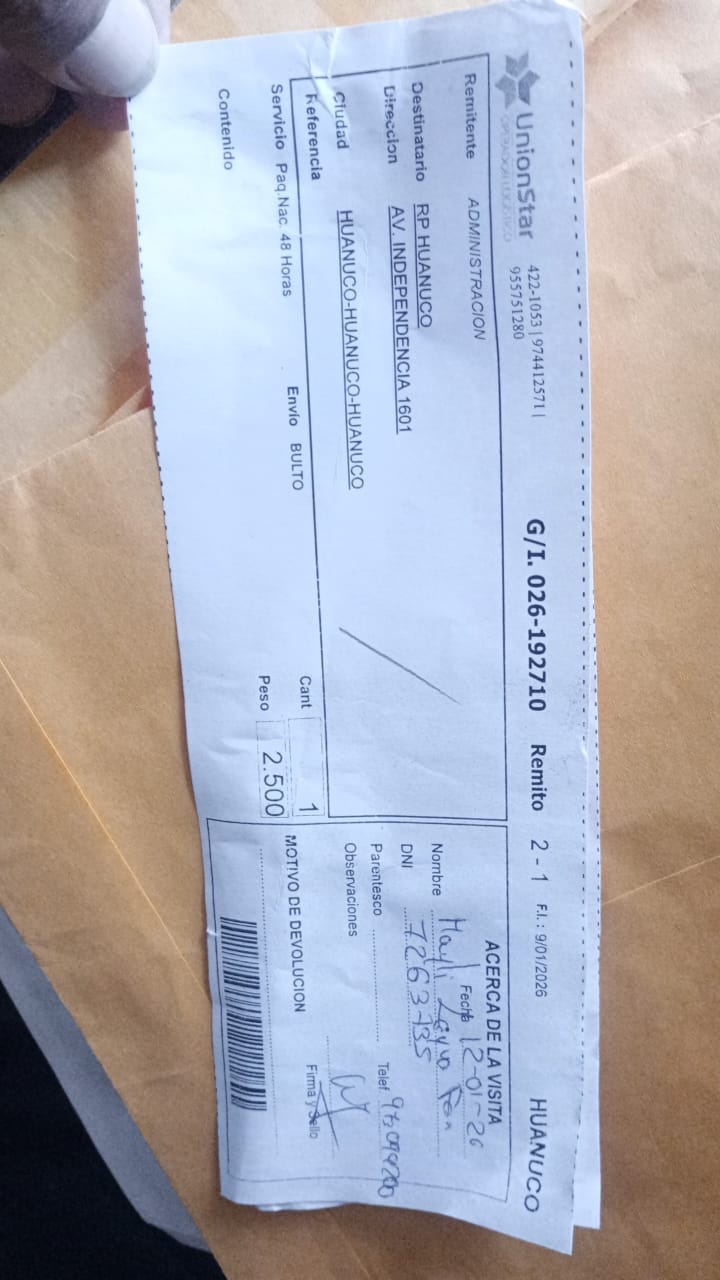 UnionStar
OPERADOR LOGISTICO
422-1053 | 974412571 |
955751280
G/I. 026-192710 Remito 2 - 1 F.I. : 9/01/2026 HUANUCO
Remitente ADMINISTRACION
Destinatario RP HUANUCO
Direccion AV. INDEPENDENCIA 1601
Ciudad HUANUCO-HUANUCO-HUANUCO
Referencia
Servicio Paq.Nac. 48 Horas Envío BULTO
Cant 1
Peso 2.500
Contenido
ACERCA DE LA VISITA
Fecha 12-01-26
Nombre
DNI
Parentesco Telef.
Observaciones
Firma y Sello
MOTIVO DE DEVOLUCION